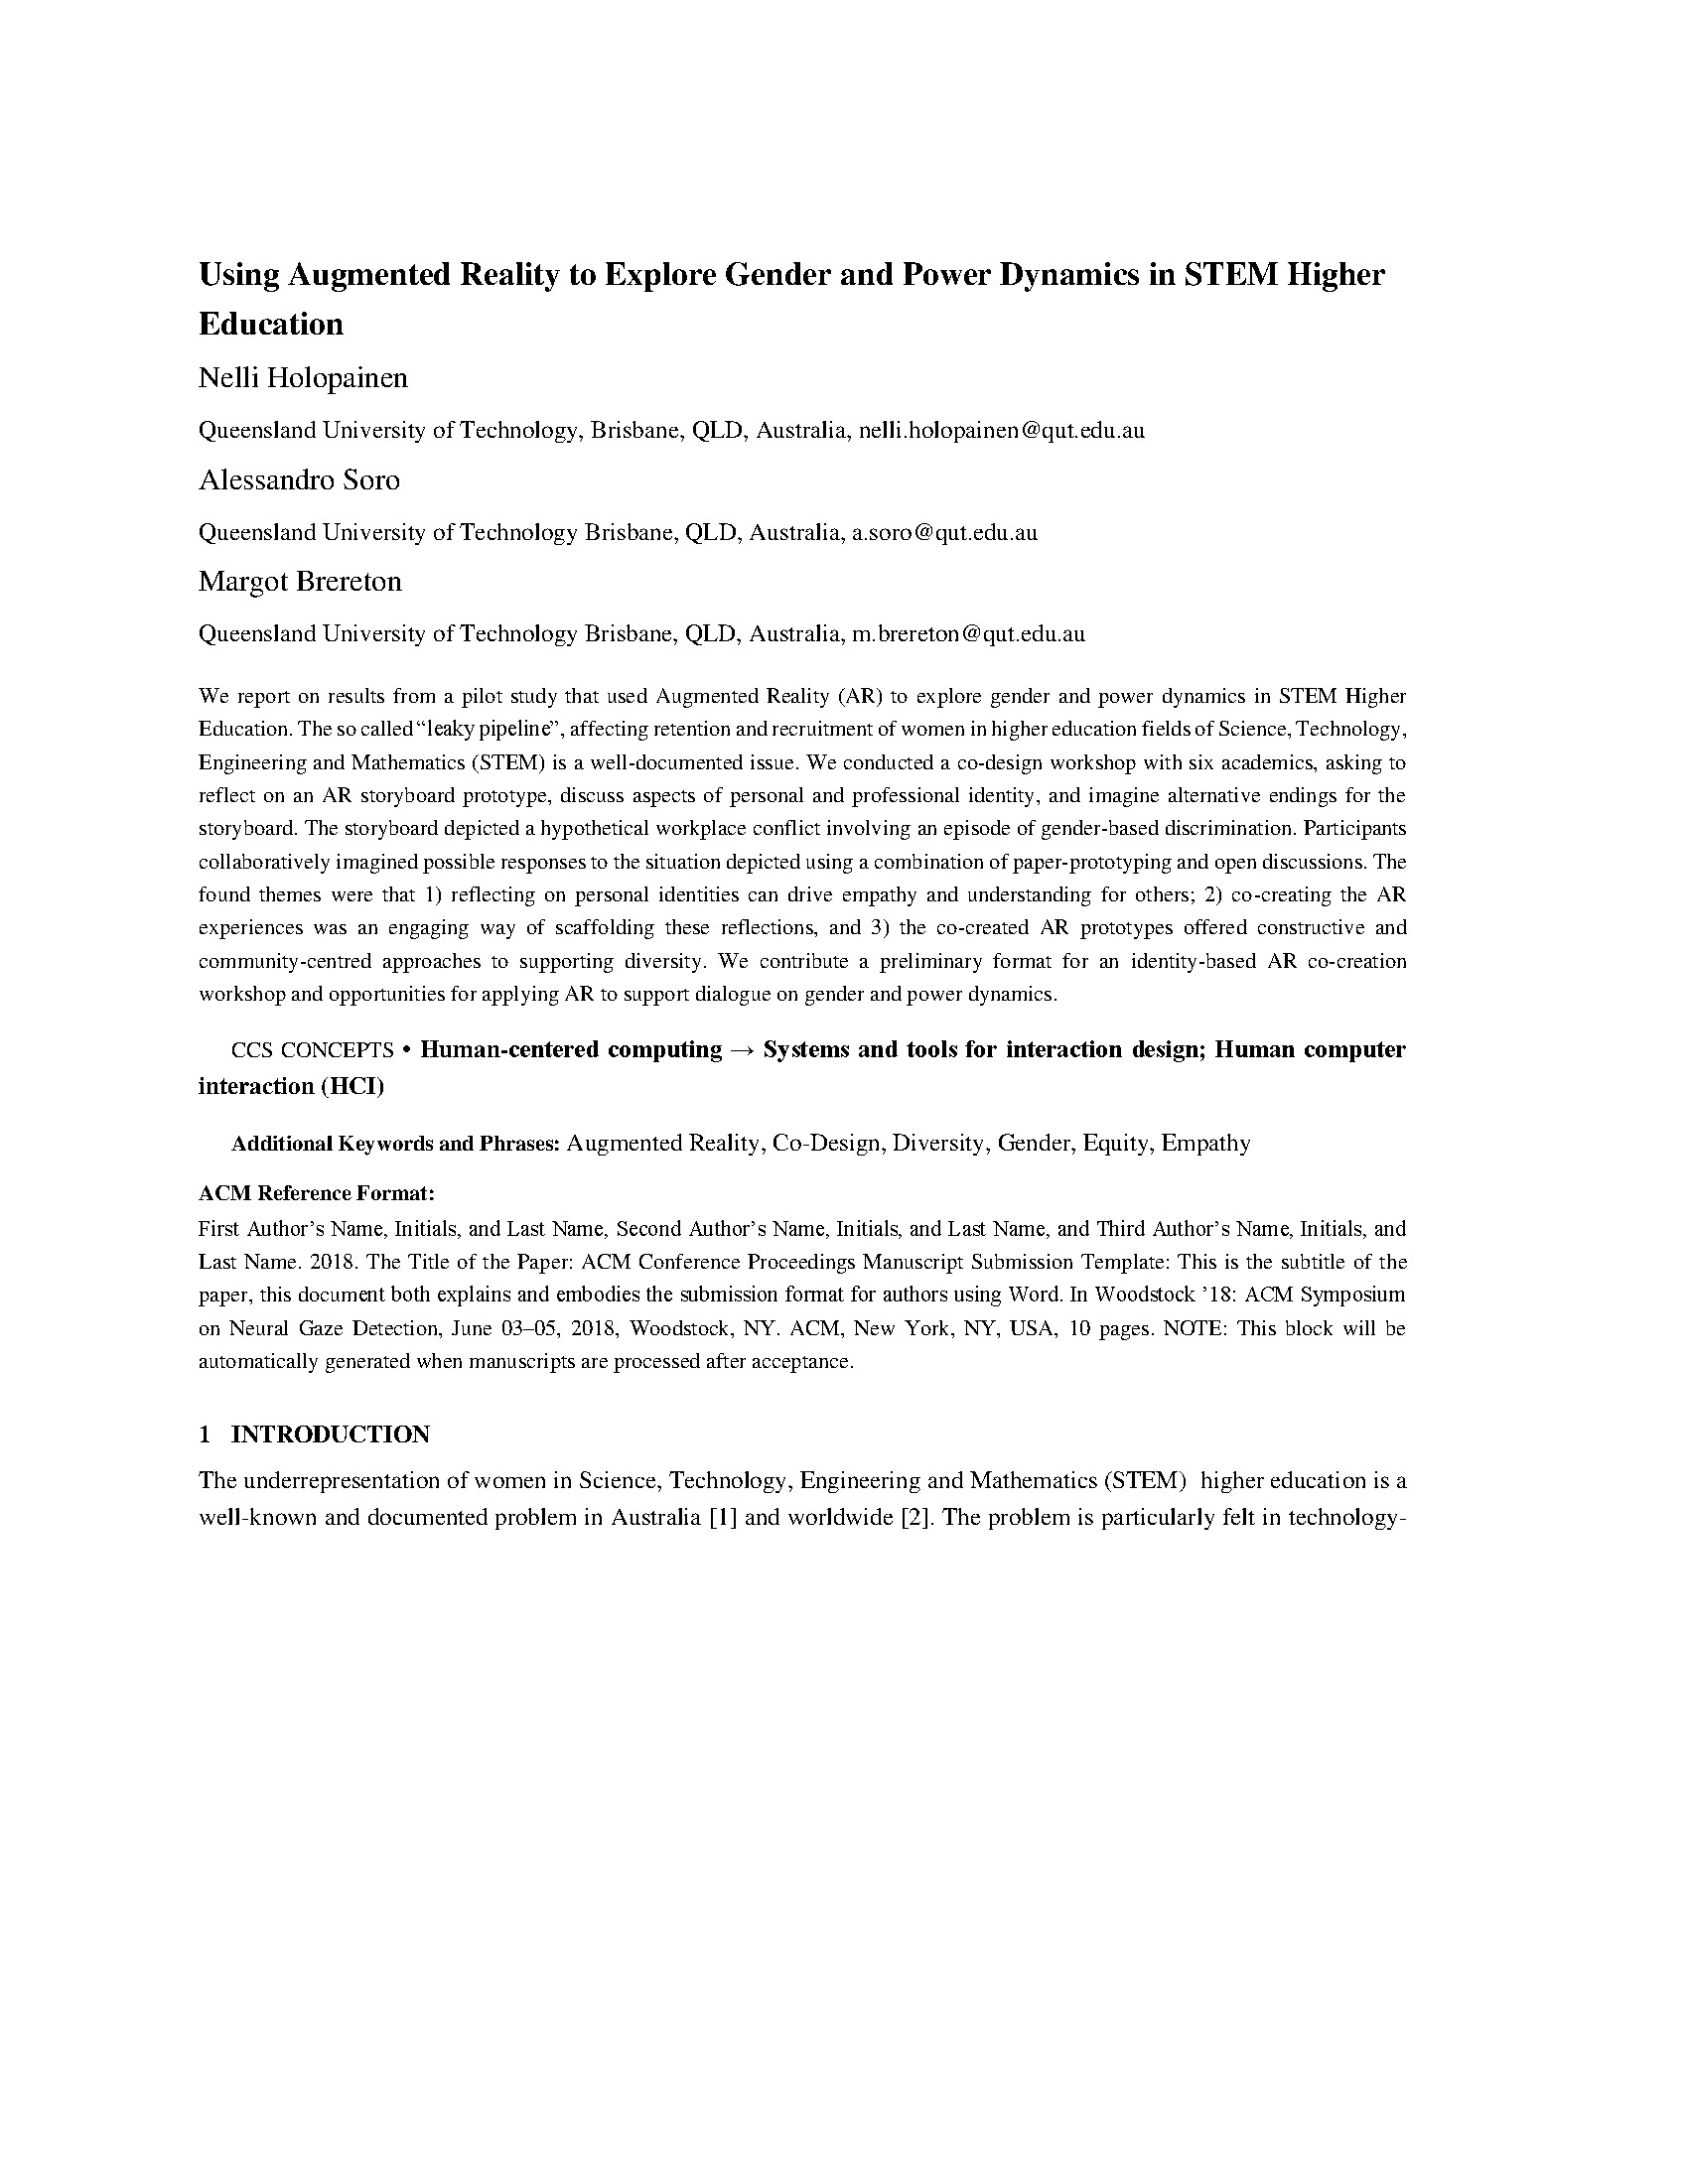 Using Augmented Reality to Explore Gender and Power Dynamics in STEM Higher
Education
Nelli Holopainen
Queensland University of Technology, Brisbane, QLD, Australia, nelli.holopainen@qut.edu.au
Alessandro Soro
Queensland University of Technology Brisbane, QLD, Australia, a.soro@qut.edu.au
Margot Brereton
Queensland University of Technology Brisbane, QLD, Australia, m.brereton@qut.edu.au
We report on results from a pilot study that used Augmented Reality (AR) to explore gender and power dynamics in STEM Higher
Education. The so called “leaky pipeline”, affecting retention and recruitment of women in higher education fields of Science, Technology,
Engineering and Mathematics (STEM) is a well-documented issue. We conducted a co-design workshop with six academics, asking to
reflect on an AR storyboard prototype, discuss aspects of personal and professional identity, and imagine alternative endings for the
storyboard. The storyboard depicted a hypothetical workplace conflict involving an episode of gender-based discrimination. Participants
collaboratively imagined possible responses to the situation depicted using a combination of paper-prototyping and open discussions. The
found themes were that 1) reflecting on personal identities can drive empathy and understanding for others; 2) co-creating the AR
experiences was an engaging way of scaffolding these reflections, and 3) the co-created AR prototypes offered constructive and
community-centred approaches to supporting diversity. We contribute a preliminary format for an identity-based AR co-creation
workshop and opportunities for applying AR to support dialogue on gender and power dynamics.
CCS CONCEPTS • Human-centered computing → Systems and tools for interaction design; Human computer
interaction (HCI)
Additional Keywords and Phrases: Augmented Reality, Co-Design, Diversity, Gender, Equity, Empathy
ACM Reference Format:
First Author’s Name, Initials, and Last Name, Second Author’s Name, Initials, and Last Name, and Third Author’s Name, Initials, and
Last Name. 2018. The Title of the Paper: ACM Conference Proceedings Manuscript Submission Template: This is the subtitle of the
paper, this document both explains and embodies the submission format for authors using Word. In Woodstock ’18: ACM Symposium
on Neural Gaze Detection, June 03–05, 2018, Woodstock, NY. ACM, New York, NY, USA, 10 pages. NOTE: This block will be
automatically generated when manuscripts are processed after acceptance.
1 INTRODUCTION
The underrepresentation of women in Science, Technology, Engineering and Mathematics (STEM) higher education is a
well-known and documented problem in Australia [1] and worldwide [2]. The problem is particularly felt in technology-